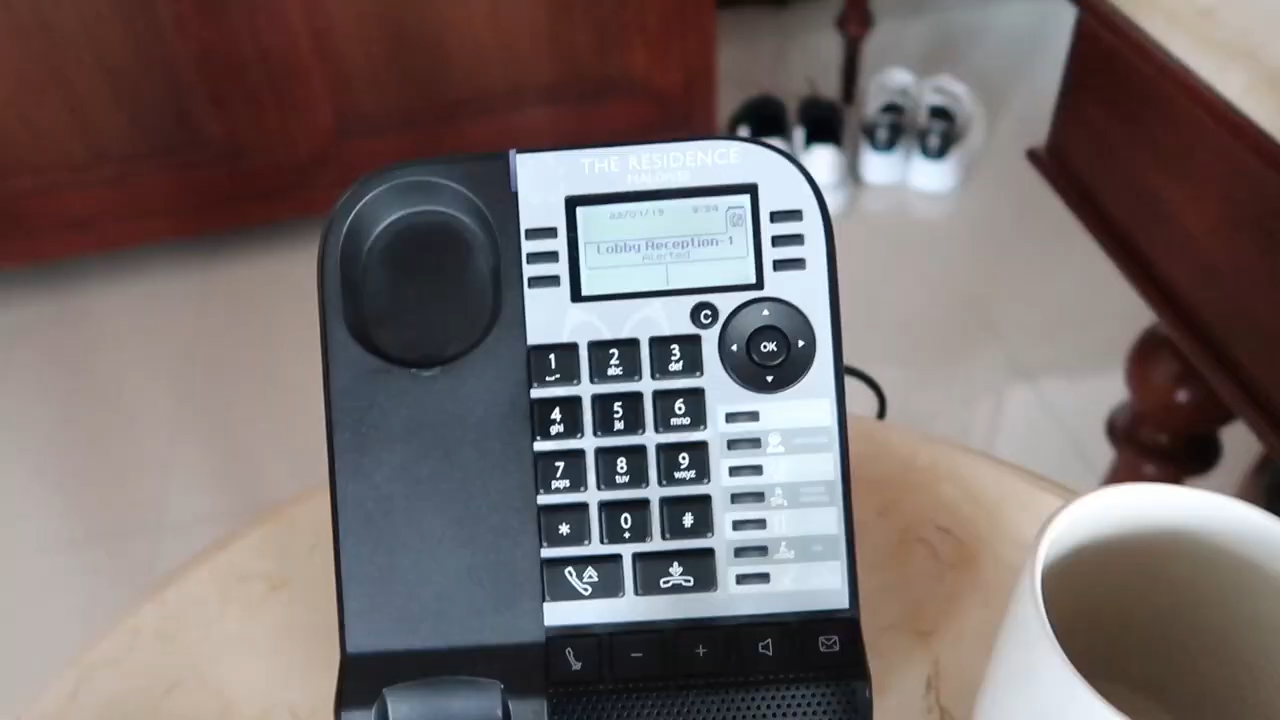 THE RESIDENCE
MALDIVES
Lobby Reception-1
Alerted
C
OK
1
2 abc
3 def
4 ghi
5 jkl
6 mno
7 pqrs
8 tuv
9 wxyz
*
0 +
#
- +